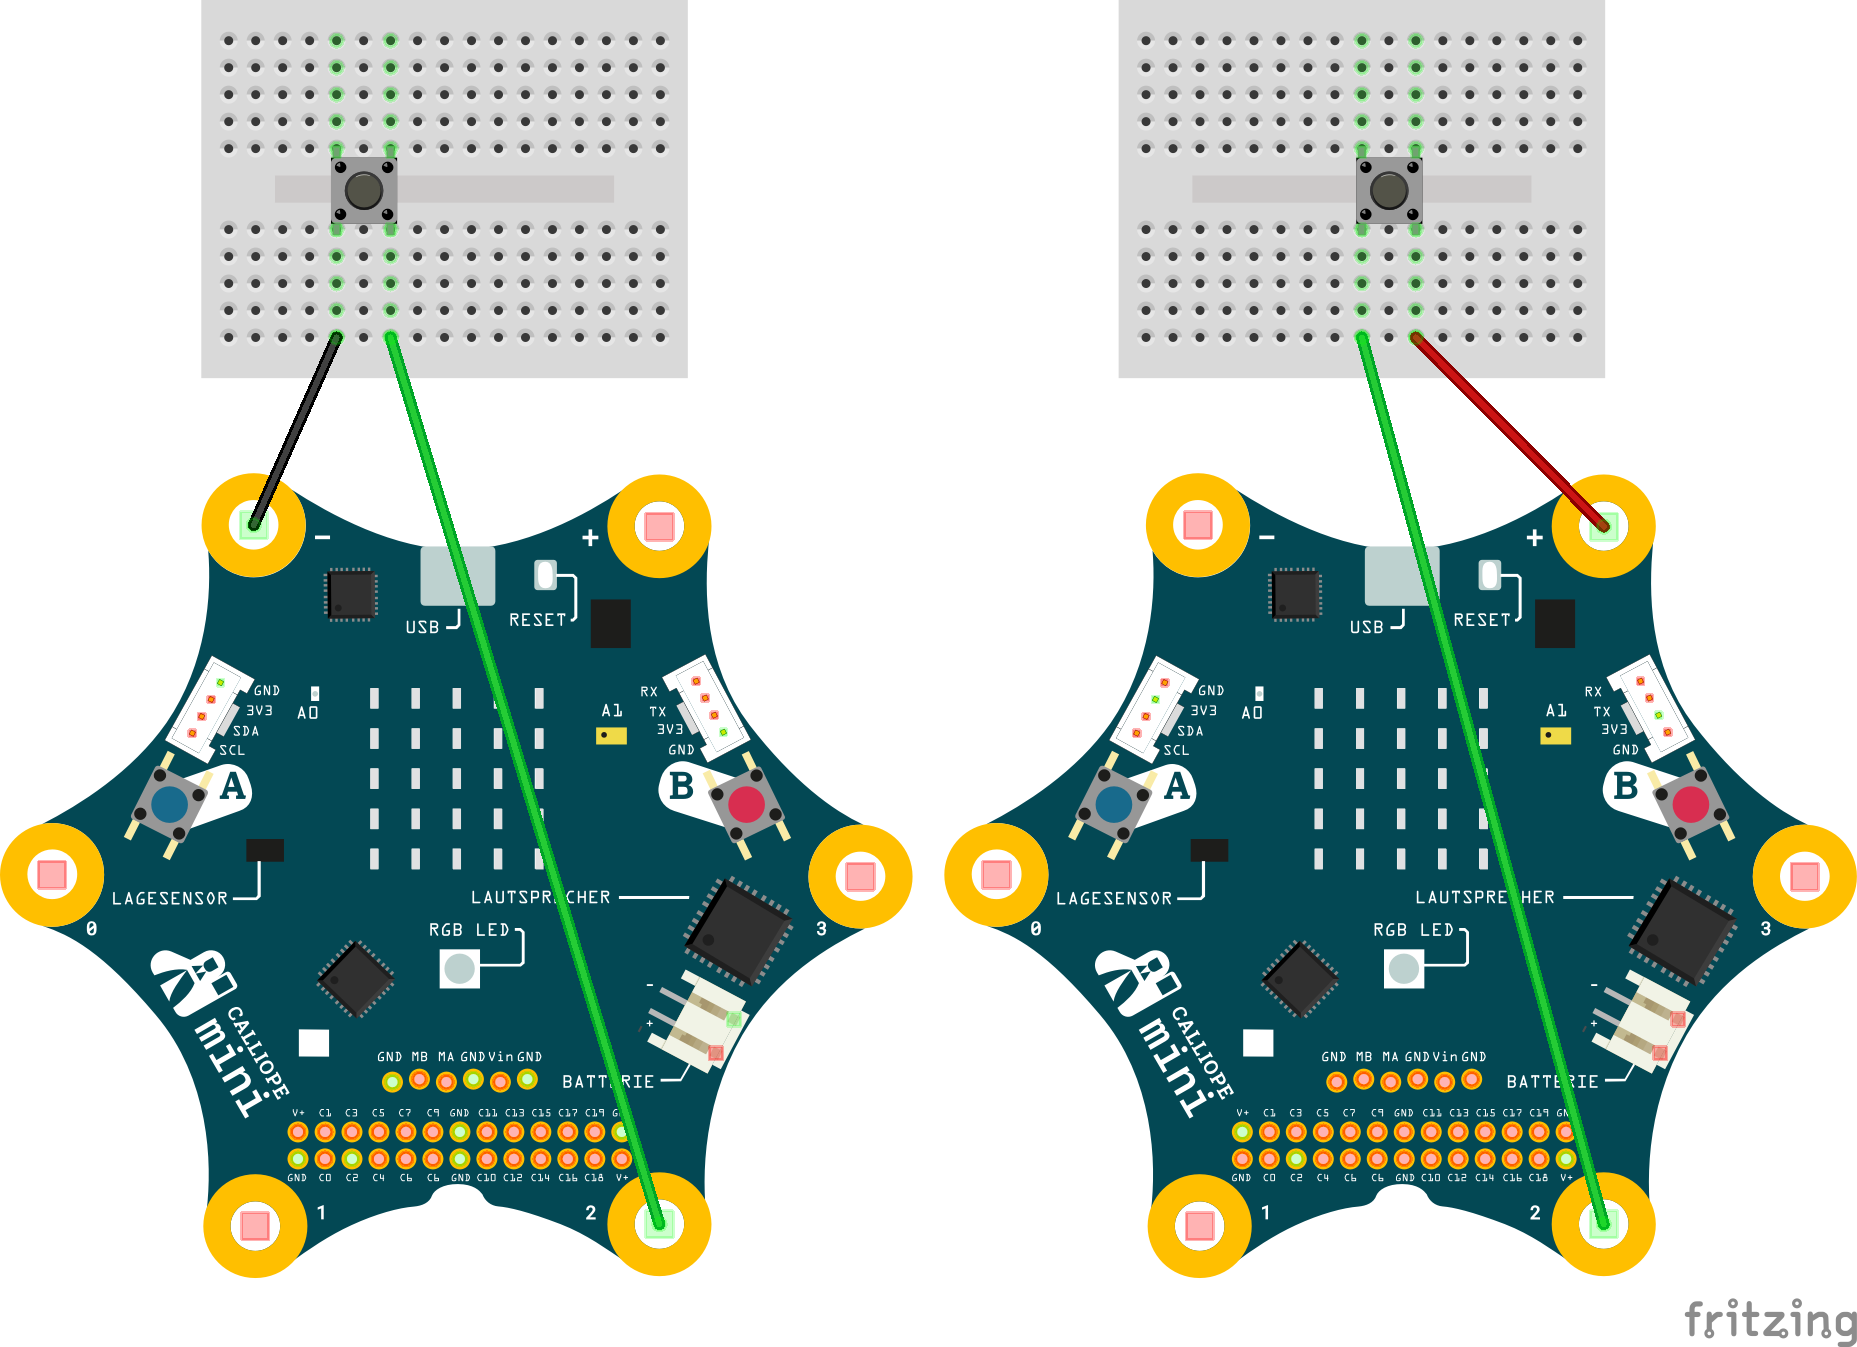 −
+
USB
RESET
GND
3V3
SDA
SCL
A0
RX
TX
3V3
GND
A1
A
B
LAGESENSOR
LAUTSPRECHER
0
3
RGB LED
CALLIOPE
mini
-
+
BATTERIE
GND MB MA GND Vin GND
V+ C1 C3 C5 C7 C9 GND C11 C13 C15 C17 C19
GND C0 C2 C4 C6 C6 GND C10 C12 C14 C16 C18 V+
1
2
−
+
USB
RESET
GND
3V3
SDA
SCL
A0
RX
TX
3V3
GND
A1
A
B
LAGESENSOR
LAUTSPRECHER
0
3
RGB LED
CALLIOPE
mini
-
+
BATTERIE
GND MB MA GND Vin GND
V+ C1 C3 C5 C7 C9 GND C11 C13 C15 C17 C19
GND C0 C2 C4 C6 C6 GND C10 C12 C14 C16 C18 V+
1
2
fritzing